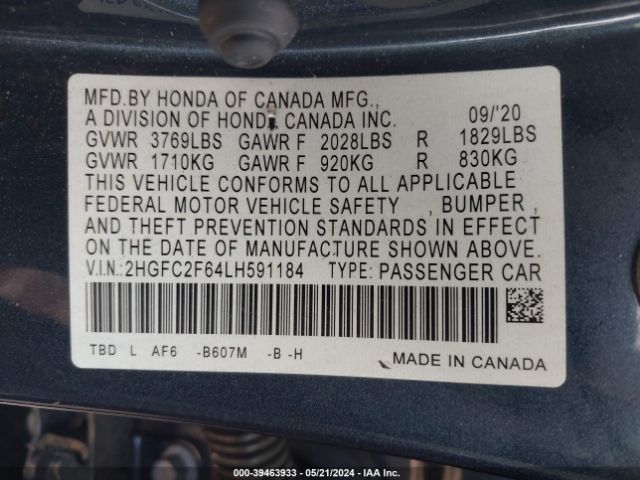 MFD.BY HONDA OF CANADA MFG.,
A DIVISION OF HONDA CANADA INC. 09/'20
GVWR 3769LBS GAWR F 2028LBS R 1829LBS
GVWR 1710KG GAWR F 920KG R 830KG
THIS VEHICLE CONFORMS TO ALL APPLICABLE
FEDERAL MOTOR VEHICLE SAFETY , BUMPER ,
AND THEFT PREVENTION STANDARDS IN EFFECT
ON THE DATE OF MANUFACTURE SHOWN ABOVE.
V.I.N.:2HGFC2F64LH591184 TYPE: PASSENGER CAR
TBD L AF6 -B607M -B -H
MADE IN CANADA
000-39463933 - 05/21/2024 - IAA Inc.